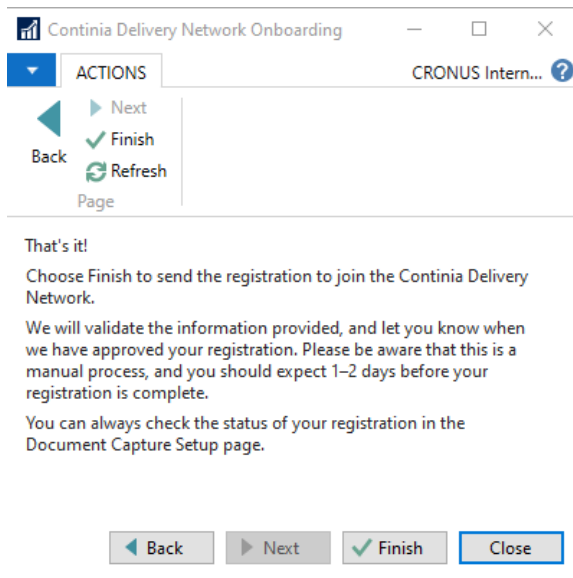 Continia Delivery Network Onboarding
ACTIONS
CRONUS Intern... ?
Back
Next
Finish
Refresh
Page
That's it!
Choose Finish to send the registration to join the Continia Delivery
Network.
We will validate the information provided, and let you know when
we have approved your registration. Please be aware that this is a
manual process, and you should expect 1–2 days before your
registration is complete.
You can always check the status of your registration in the
Document Capture Setup page.
Back Next Finish Close